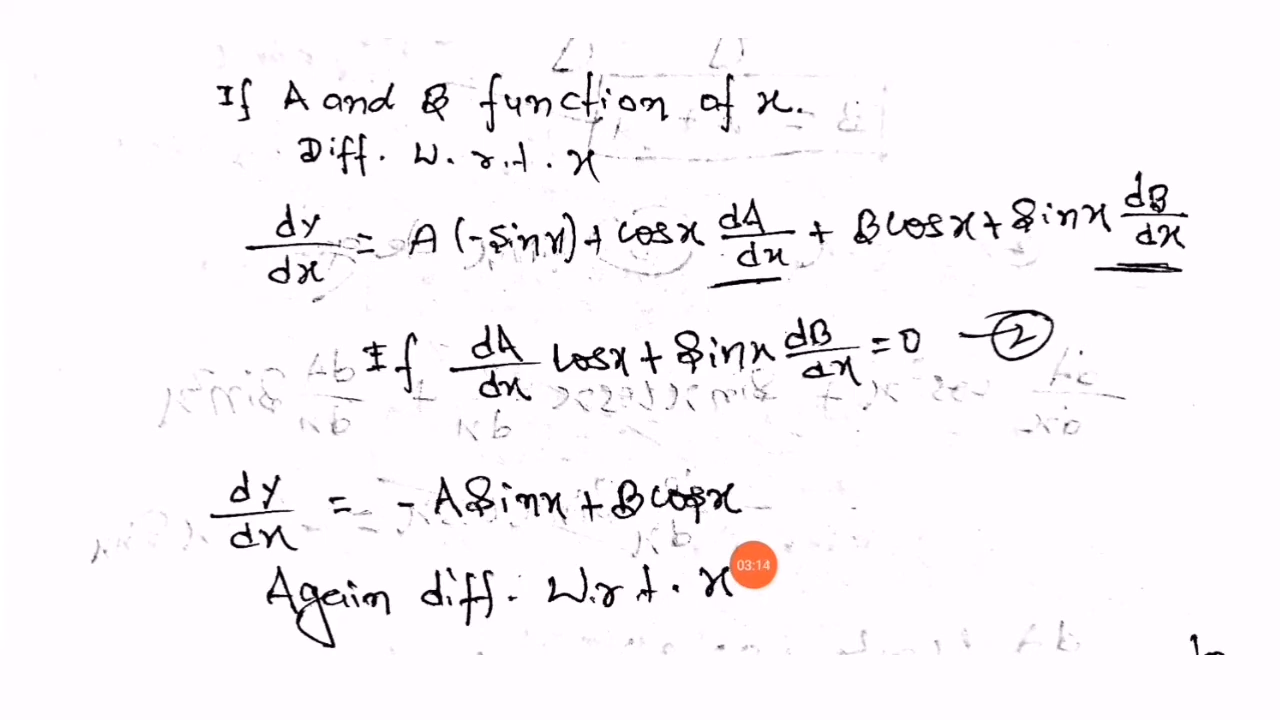 If A and B function of x.
Diff. w.r.t. x
dy/dx = A(-sinx) + cosx dA/dx + B cosx + sinx dB/dx
If dA/dx cosx + sinx dB/dx = 0 — 2
dy/dx = - A sinx + B cosx
03:14
Again diff. w.r.t. x